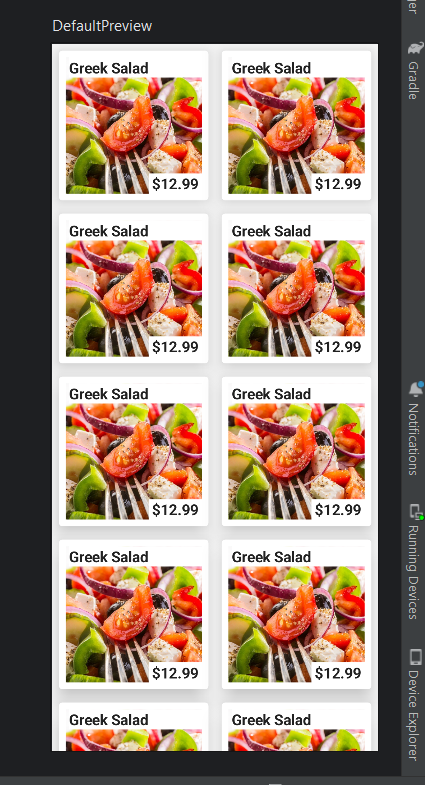 DefaultPreview
Greek Salad
Greek Salad
$12.99
$12.99
Greek Salad
Greek Salad
$12.99
$12.99
Greek Salad
Greek Salad
$12.99
$12.99
Greek Salad
Greek Salad
$12.99
$12.99
Greek Salad
Greek Salad
Gradle
Notifications
Running Devices
Device Explorer